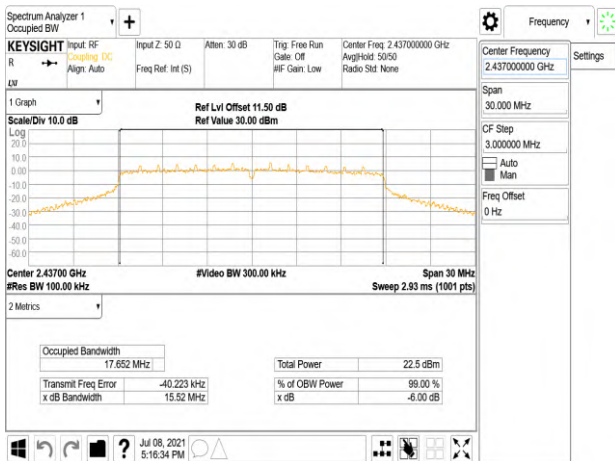 Spectrum Analyzer 1
Occupied BW
Frequency
KEYSIGHT
R
LXI
Input: RF
Coupling: DC
Align: Auto
Input Z: 50 Ω
Freq Ref: Int (S)
Atten: 30 dB
Trig: Free Run
Gate: Off
#IF Gain: Low
Center Freq: 2.437000000 GHz
Avg|Hold: 50/50
Radio Std: None
Center Frequency
2.437000000 GHz
Settings
Span
30.000 MHz
CF Step
3.000000 MHz
Auto
Man
Freq Offset
0 Hz
1 Graph
Scale/Div 10.0 dB
Ref Lvl Offset 11.50 dB
Ref Value 30.00 dBm
Log
20.0
10.0
0.00
-10.0
-20.0
-30.0
-40.0
-50.0
-60.0
Center 2.43700 GHz
#Res BW 100.00 kHz
#Video BW 300.00 kHz
Span 30 MHz
Sweep 2.93 ms (1001 pts)
2 Metrics
Occupied Bandwidth
17.652 MHz
Total Power 22.5 dBm
Transmit Freq Error -40.223 kHz
% of OBW Power 99.00 %
x dB Bandwidth 15.52 MHz
x dB -6.00 dB
?
Jul 08, 2021
5:16:34 PM